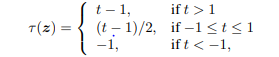 t − 1, if t > 1
τ(z) = { (t − 1)/2, if −1 ≤ t ≤ 1
−1, if t < −1,